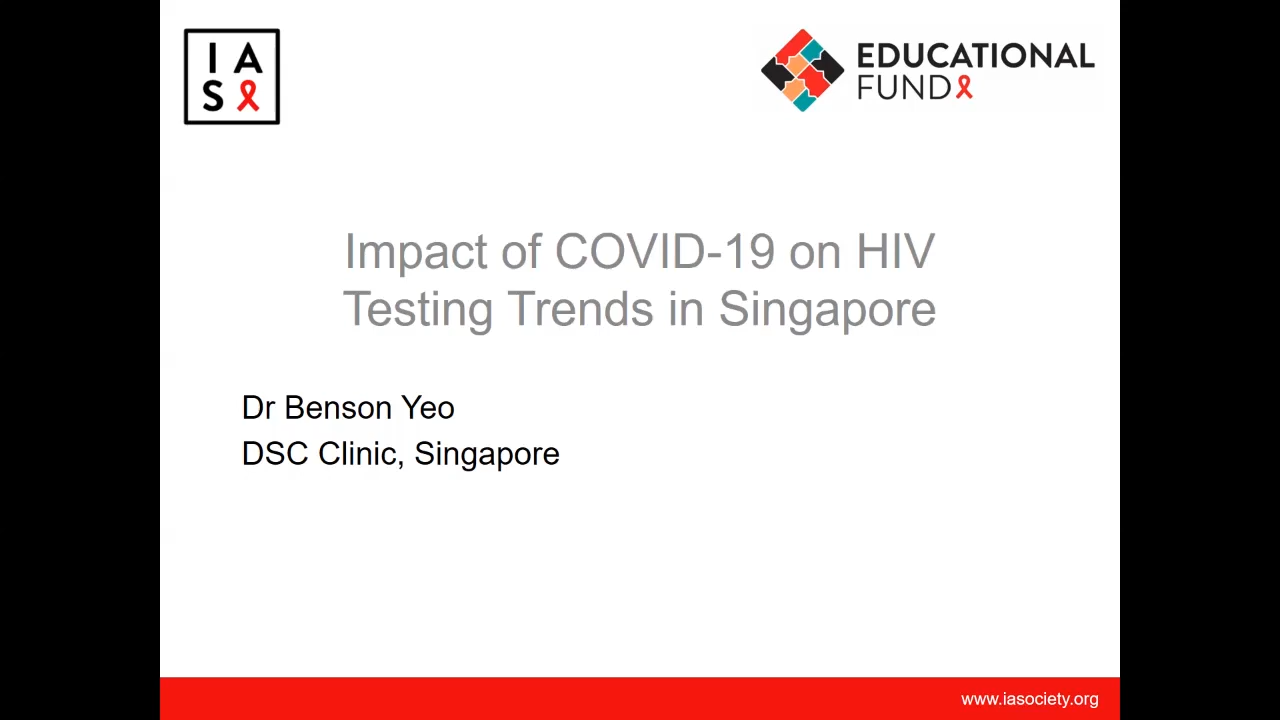 I A
S
EDUCATIONAL
FUND
Impact of COVID-19 on HIV
Testing Trends in Singapore
Dr Benson Yeo
DSC Clinic, Singapore
www.iasociety.org